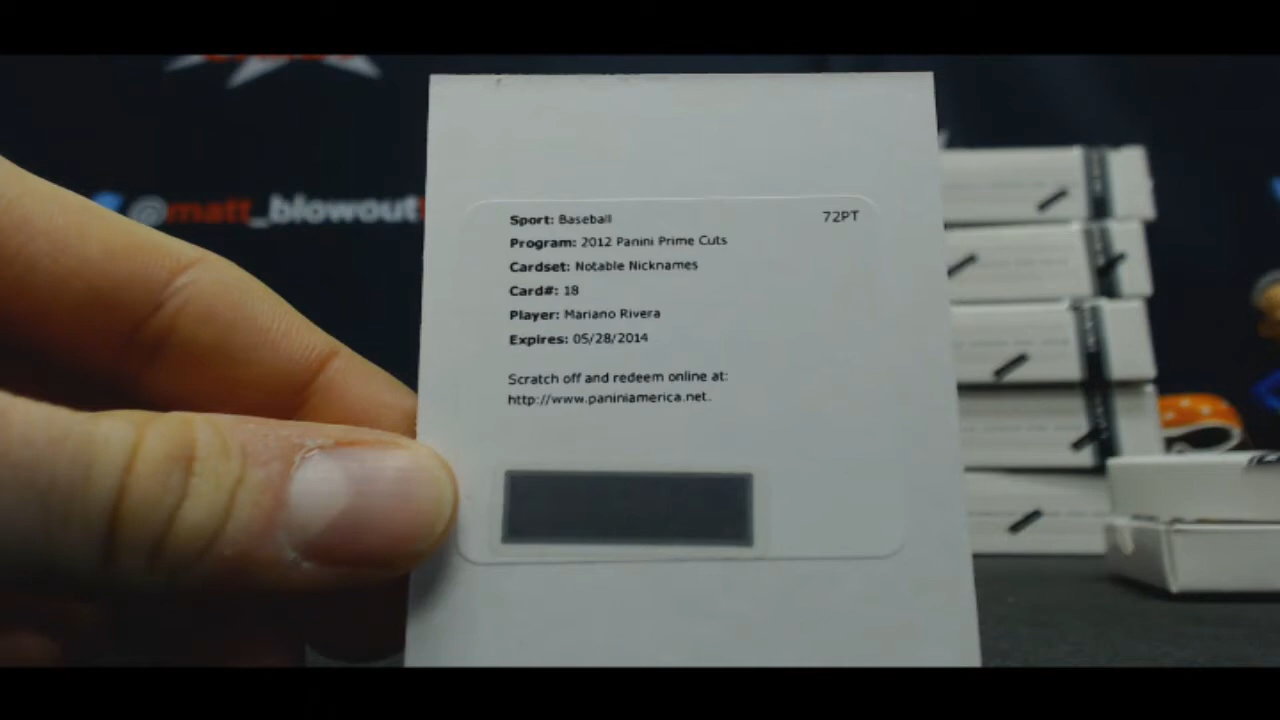 @matt_blowout
Sport: Baseball
72PT
Program: 2012 Panini Prime Cuts
Cardset: Notable Nicknames
Card#: 18
Player: Mariano Rivera
Expires: 05/28/2014
Scratch off and redeem online at:
http://www.paniniamerica.net.